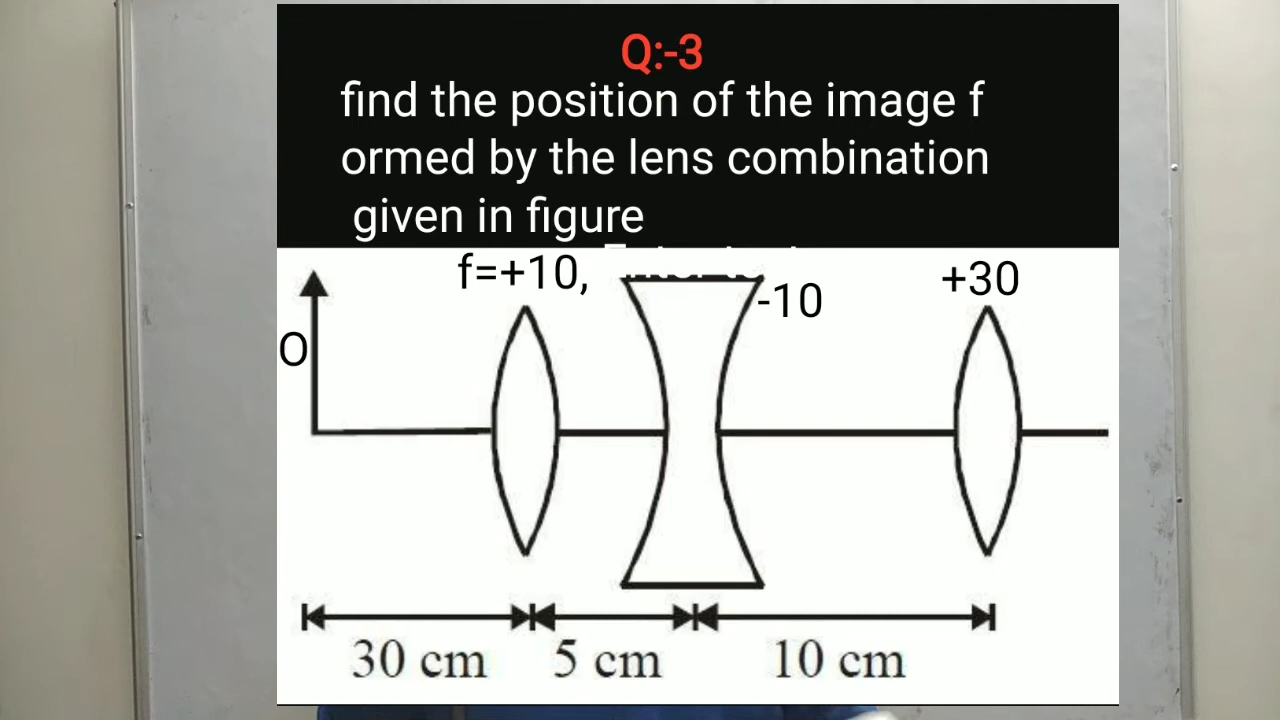 Q:-3
find the position of the image f
ormed by the lens combination
given in figure
f=+10,
-10
+30
O
30 cm
5 cm
10 cm